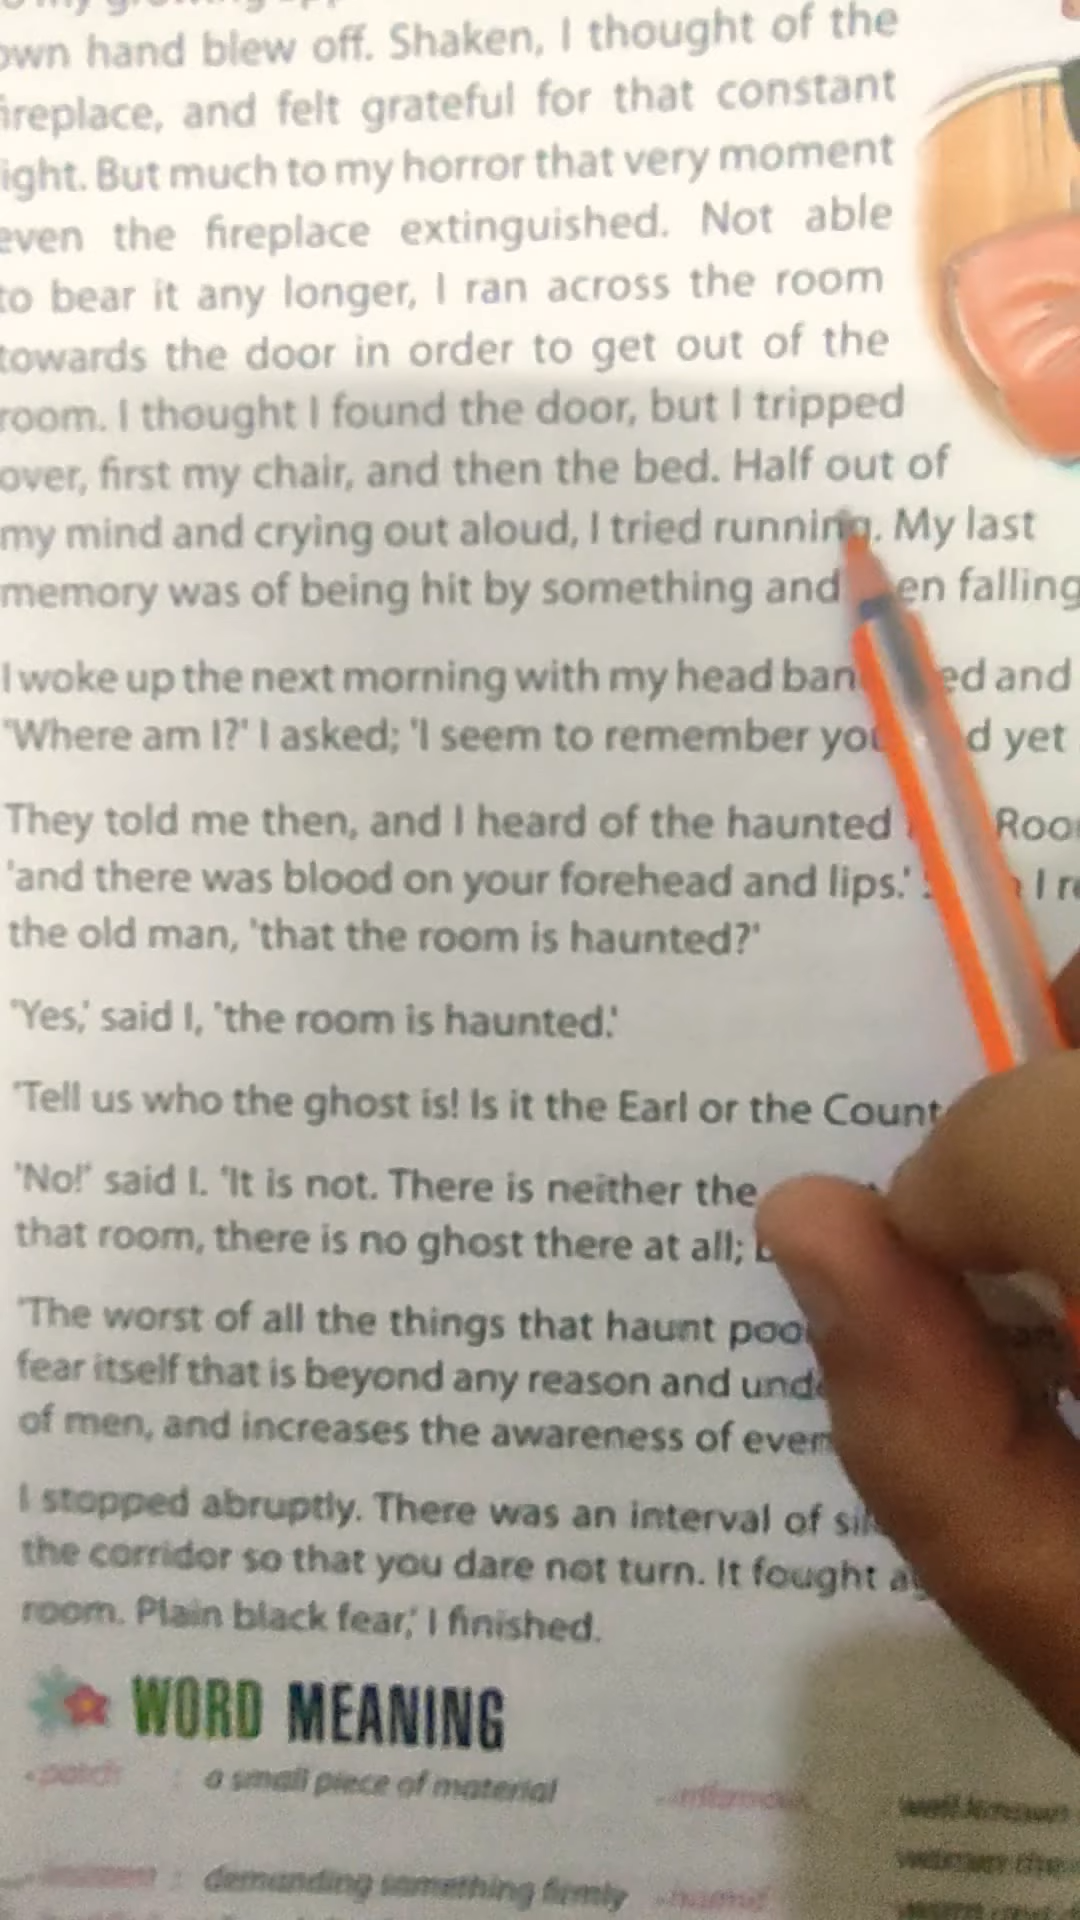 own hand blew off. Shaken, I thought of the
fireplace, and felt grateful for that constant
light. But much to my horror that very moment
even the fireplace extinguished. Not able
to bear it any longer, I ran across the room
towards the door in order to get out of the
room. I thought I found the door, but I tripped
over, first my chair, and then the bed. Half out of
my mind and crying out aloud, I tried running. My last
memory was of being hit by something and then falling
I woke up the next morning with my head bandaged and
'Where am I?' I asked; 'I seem to remember you and yet
They told me then, and I heard of the haunted
'and there was blood on your forehead and lips.' I
the old man, 'that the room is haunted?'
'Yes,' said I, 'the room is haunted.'
'Tell us who the ghost is! Is it the Earl or the
'No!' said I. 'It is not. There is neither the
that room, there is no ghost there at all;
'The worst of all the things that haunt
fear itself that is beyond any reason and
of men, and increases the awareness of
I stopped abruptly. There was an interval of
the corridor so that you dare not turn. It fought
room. Plain black fear,' I finished.
WORD MEANING
patch : a small piece of material
well known
: demanding something firmly